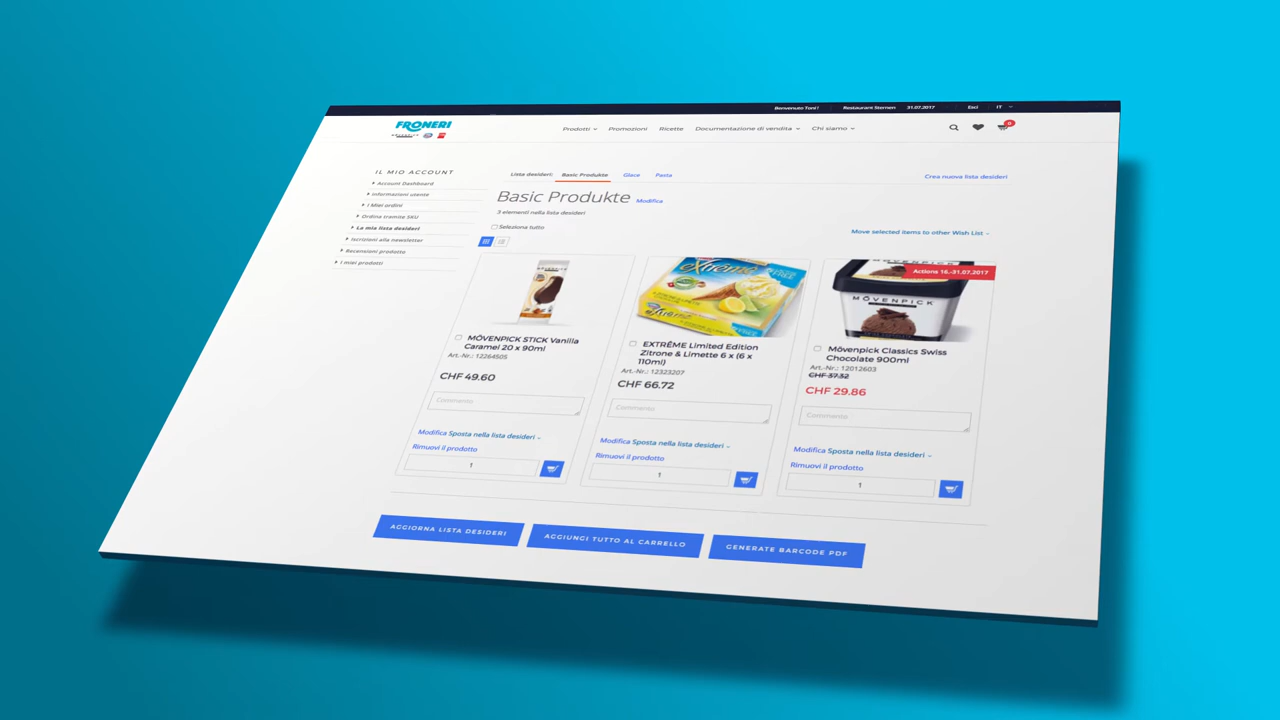 Benvenuto Toni! Restaurant Sternen 31.07.2017 Esci IT
FRONERI
Prodotti Promozioni Ricette Documentazione di vendita Chi siamo
0
IL MIO ACCOUNT
Account Dashboard
Informazioni utente
I Miei ordini
Ordina tramite SKU
La mia lista desideri
Iscrizioni alla newsletter
Recensioni prodotto
I miei prodotti
Lista desideri: Basic Produkte Glace Pasta
Crea nuova lista desideri
Basic Produkte Modifica
3 elementi nella lista desideri
Seleziona tutto
Move selected items to other Wish List
MÖVENPICK STICK Vanilla
Caramel 20 x 90ml
Art.-Nr.: 12264505
CHF 49.60
Commento
Modifica Sposta nella lista desideri
Rimuovi il prodotto
1
extreme
FREE
EXTRÊME Limited Edition
Zitrone & Limette 6 x (6 x
110ml)
Art.-Nr.: 12323207
CHF 66.72
Commento
Modifica Sposta nella lista desideri
Rimuovi il prodotto
1
Actions 16.-31.07.2017
MÖVENPICK
Mövenpick Classics Swiss
Chocolate 900ml
Art.-Nr.: 12012603
CHF 37.32
CHF 29.86
Commento
Modifica Sposta nella lista desideri
Rimuovi il prodotto
1
AGGIORNA LISTA DESIDERI
AGGIUNGI TUTTO AL CARRELLO
GENERATE BARCODE PDF